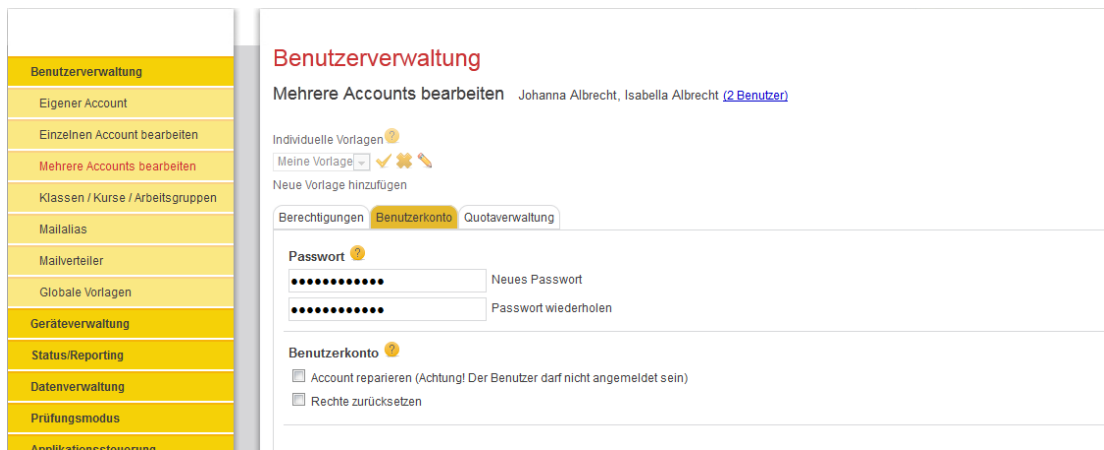 Benutzerverwaltung
Eigener Account
Einzelnen Account bearbeiten
Mehrere Accounts bearbeiten
Klassen / Kurse / Arbeitsgruppen
Mailalias
Mailverteiler
Globale Vorlagen
Geräteverwaltung
Status/Reporting
Datenverwaltung
Prüfungsmodus
Applikationssteuerung
Benutzerverwaltung
Mehrere Accounts bearbeiten Johanna Albrecht, Isabella Albrecht (2 Benutzer)
Individuelle Vorlagen ?
Meine Vorlage
Neue Vorlage hinzufügen
Berechtigungen Benutzerkonto Quotaverwaltung
Passwort ?
●●●●●●●●●●●● Neues Passwort
●●●●●●●●●●●● Passwort wiederholen
Benutzerkonto ?
Account reparieren (Achtung! Der Benutzer darf nicht angemeldet sein)
Rechte zurücksetzen